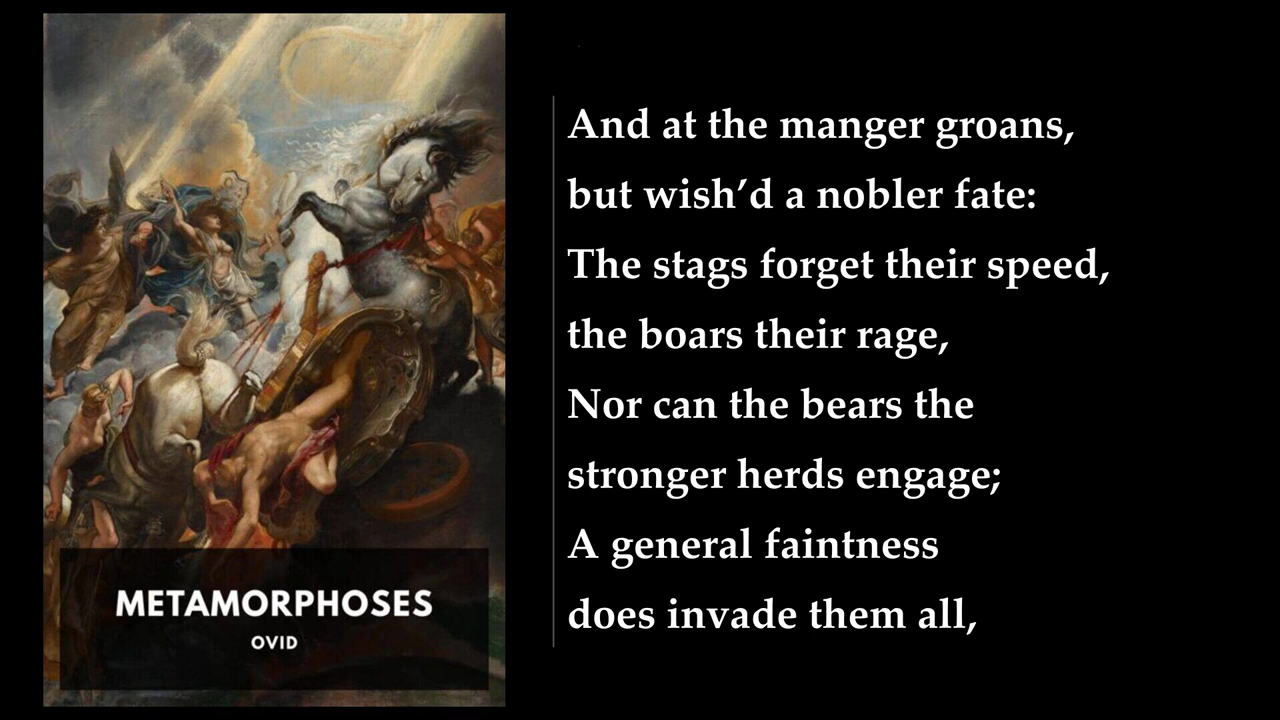 METAMORPHOSES
OVID
And at the manger groans,
but wish’d a nobler fate:
The stags forget their speed,
the boars their rage,
Nor can the bears the
stronger herds engage;
A general faintness
does invade them all,